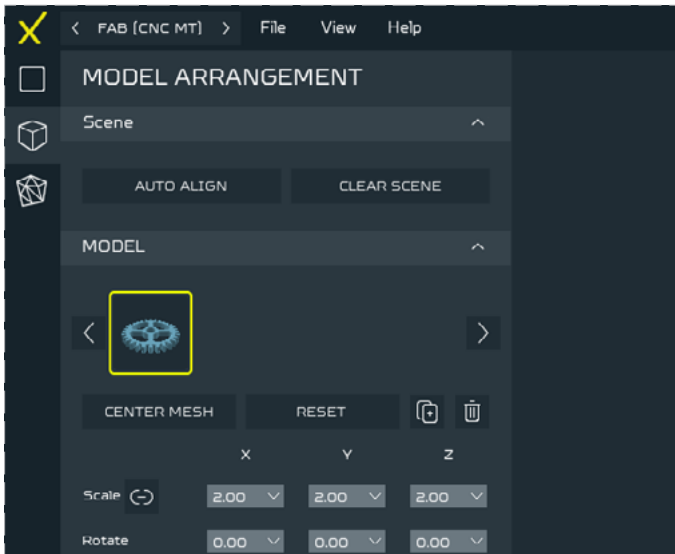 FAB (CNC MT) File View Help
MODEL ARRANGEMENT
Scene
AUTO ALIGN CLEAR SCENE
MODEL
CENTER MESH RESET
X Y Z
Scale 2.00 2.00 2.00
Rotate 0.00 0.00 0.00